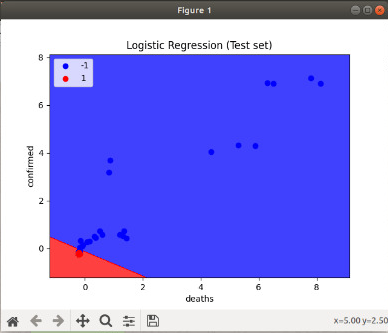 Figure 1
Logistic Regression (Test set)
-1
1
8
6
4
2
0
confirmed
0 2 4 6 8
deaths
x=5.00 y=2.50